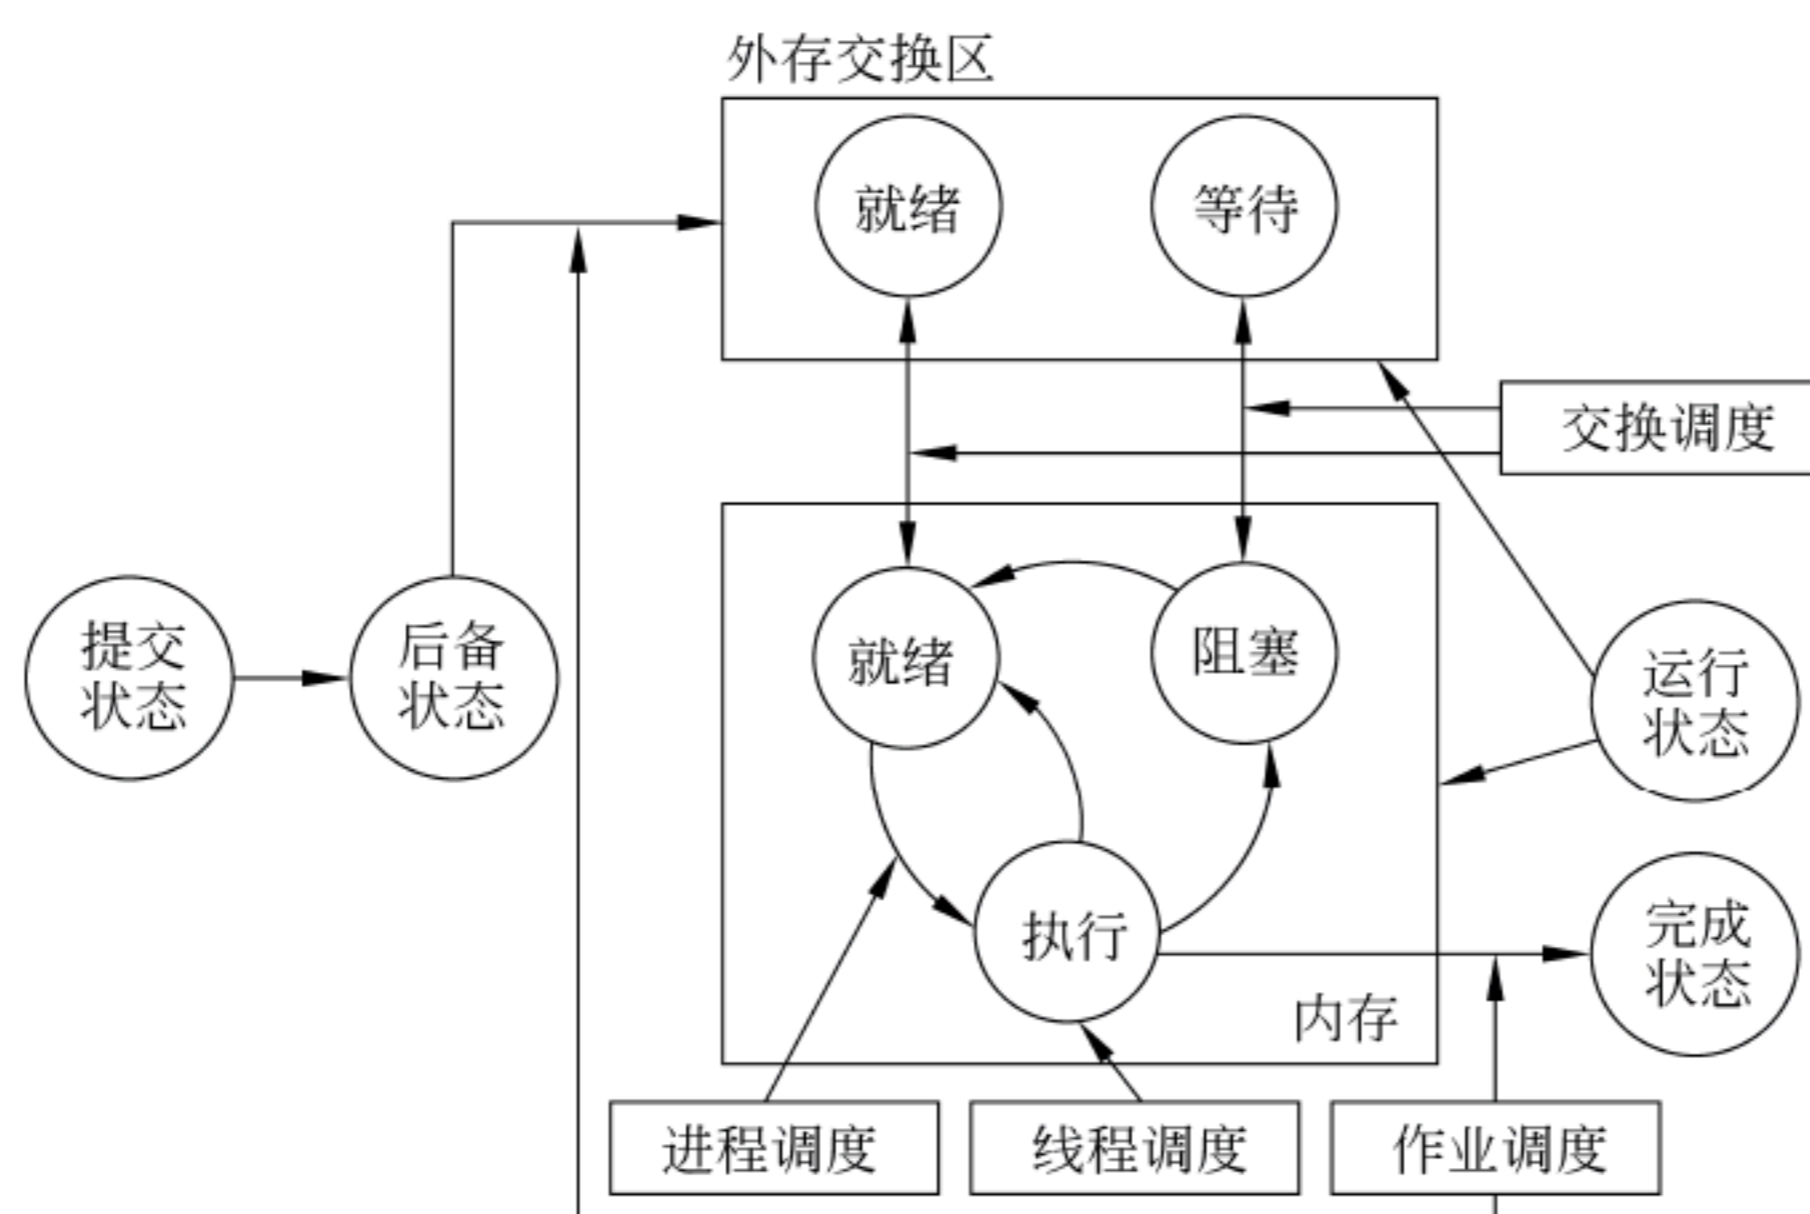 外存交换区
就绪
等待
交换调度
提交
状态
后备
状态
就绪
阻塞
运行
状态
执行
完成
状态
内存
进程调度
线程调度
作业调度